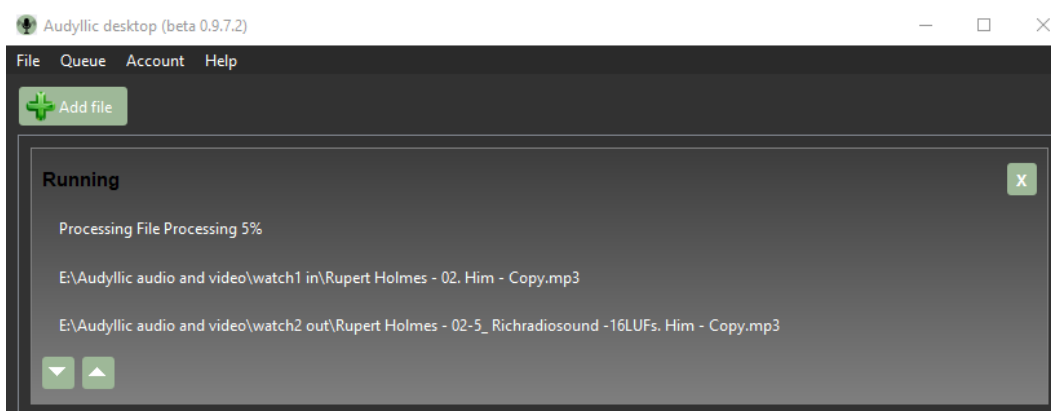 Audyllic desktop (beta 0.9.7.2)
File Queue Account Help
Add file
Running
X
Processing File Processing 5%
E:\Audyllic audio and video\watch1 in\Rupert Holmes - 02. Him - Copy.mp3
E:\Audyllic audio and video\watch2 out\Rupert Holmes - 02-5_ Richradiosound -16LUFs. Him - Copy.mp3